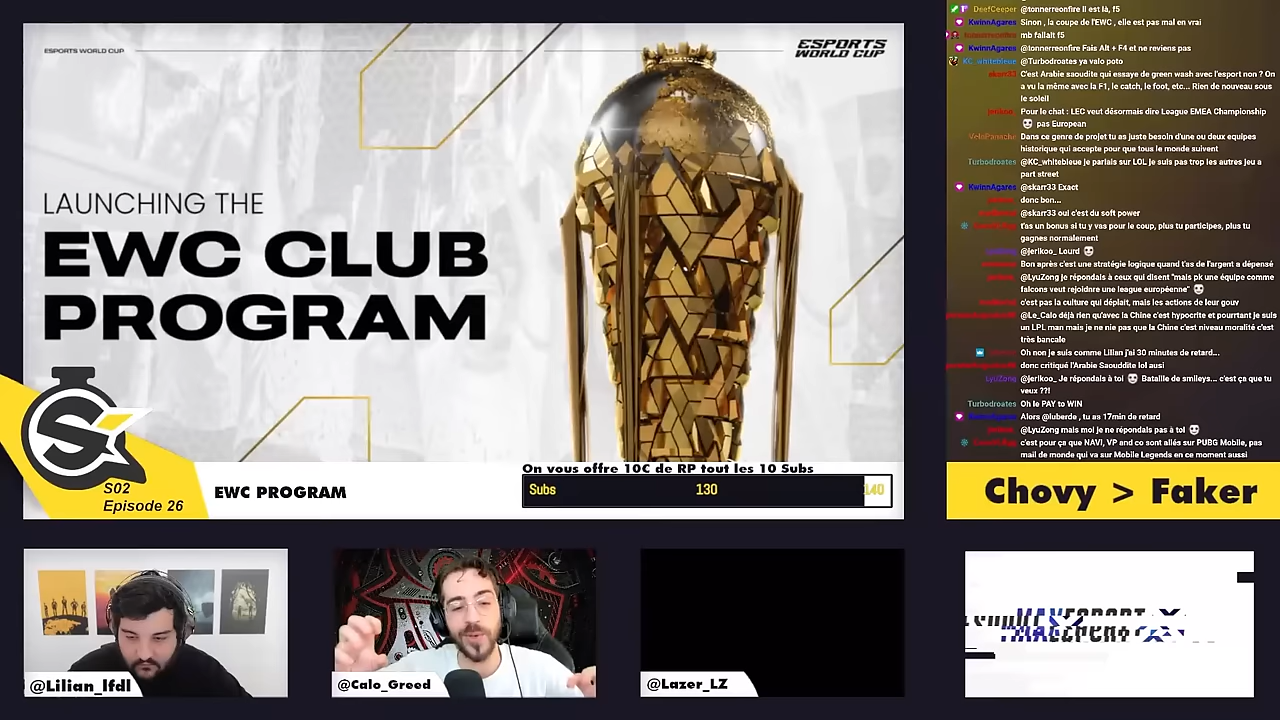 ESPORTS WORLD CUP
ESPORTS
WORLD CUP
LAUNCHING THE
EWC CLUB
PROGRAM
S02
Episode 26
EWC PROGRAM
On vous offre 10C de RP tout les 10 Subs
Subs 130 140
@Lilian_lfdl
@Calo_Greed
@Lazer_LZ
DeefCeeper @tonnerreonfire Il est là, f5
KwinnAgares Sinon , la coupe de l'EWC , elle est pas mal en vrai
mb fallait f5
KwinnAgares @tonnerreonfire Fais Alt + F4 et ne reviens pas
KC_whitebleue @Turbodroates ya valo poto
skarr33 C'est Arabie saoudite qui essaye de green wash avec l'esport non ? On
a vu la même avec la F1, le catch, le foot, etc... Rien de nouveau sous
le soleil
jerikoo_ Pour le chat : LEC veut désormais dire League EMEA Championship
pas European
Dans ce genre de projet tu as juste besoin d'une ou deux equipes
historique qui accepte pour que tous le monde suivent
Turbodroates @KC_whitebleue je parlais sur LOL je suis pas trop les autres jeu a
part street
KwinnAgares @skarr33 Exact
donc bon...
@skarr33 oui c'est du soft power
t'as un bonus si tu y vas pour le coup, plus tu participes, plus tu
gagnes normalement
@jerikoo_ Lourd
Bon après c'est une stratégie logique quand t'as de l'argent a dépensé
@LyuZong je répondais à ceux qui disent "mais pk une équipe comme
falcons veut rejoidnre une league européenne"
c'est pas la culture qui déplait, mais les actions de leur gouv
@Le_Calo déjà rien qu'avec la Chine c'est hypocrite et pourrtant je suis
un LPL man mais je ne nie pas que la Chine c'est niveau moralité c'est
très bancale
Oh non je suis comme Lilian j'ai 30 minutes de retard...
donc critiqué l'Arabie Saouddite lol ausi
LyuZong @jerikoo_ Je répondais à toi Bataille de smileys... c'est ça que tu
veux ??!
Turbodroates Oh le PAY to WIN
KwinnAgares Alors @luberde , tu as 17min de retard
@LyuZong mais moi je ne répondais pas à toi
c'est pour ça que NAVI, VP and co sont allés sur PUBG Mobile, pas
mail de monde qui va sur Mobile Legends en ce moment aussi
Chovy > Faker